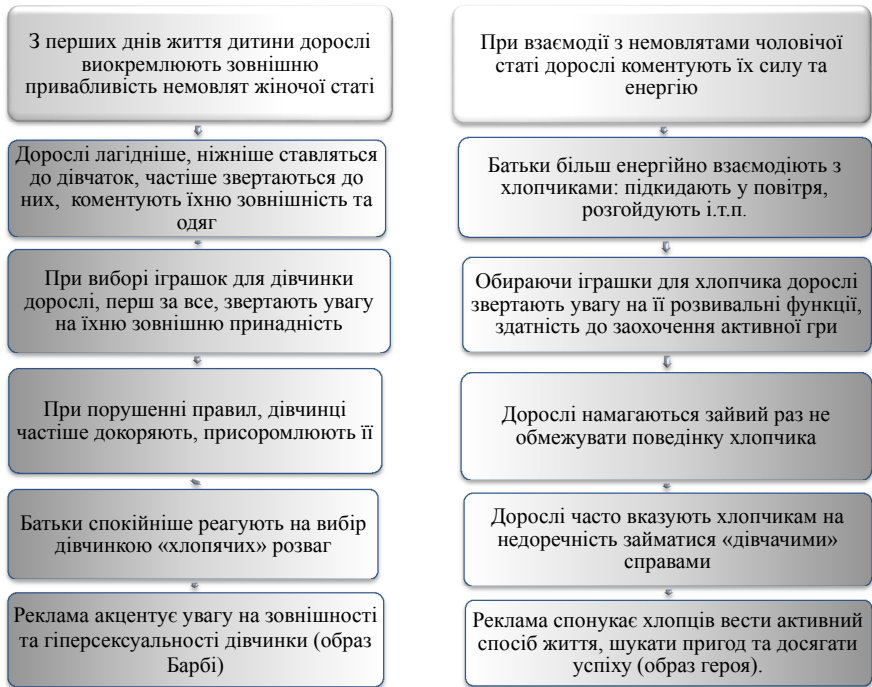 З перших днів життя дитини дорослі
виокремлюють зовнішню
привабливість немовлят жіночої статі
Дорослі лагідніше, ніжніше ставляться
до дівчаток, частіше звертаються до
них, коментують їхню зовнішність та
одяг
При виборі іграшок для дівчинки
дорослі, перш за все, звертають увагу
на їхню зовнішню принадність
При порушенні правил, дівчинці
частіше докоряють, присоромлюють її
Батьки спокійніше реагують на вибір
дівчинкою «хлопячих» розваг
Реклама акцентує увагу на зовнішності
та гіперсексуальності дівчинки (образ
Барбі)
При взаємодії з немовлятами чоловічої
статі дорослі коментують їх силу та
енергію
Батьки більш енергійно взаємодіють з
хлопчиками: підкидають у повітря,
розгойдують і.т.п.
Обираючи іграшки для хлопчика дорослі
звертають увагу на її розвивальні функції,
здатність до заохочення активної гри
Дорослі намагаються зайвий раз не
обмежувати поведінку хлопчика
Дорослі часто вказують хлопчикам на
недоречність займатися «дівчачими»
справами
Реклама спонукає хлопців вести активний
спосіб життя, шукати пригод та досягати
успіху (образ героя).